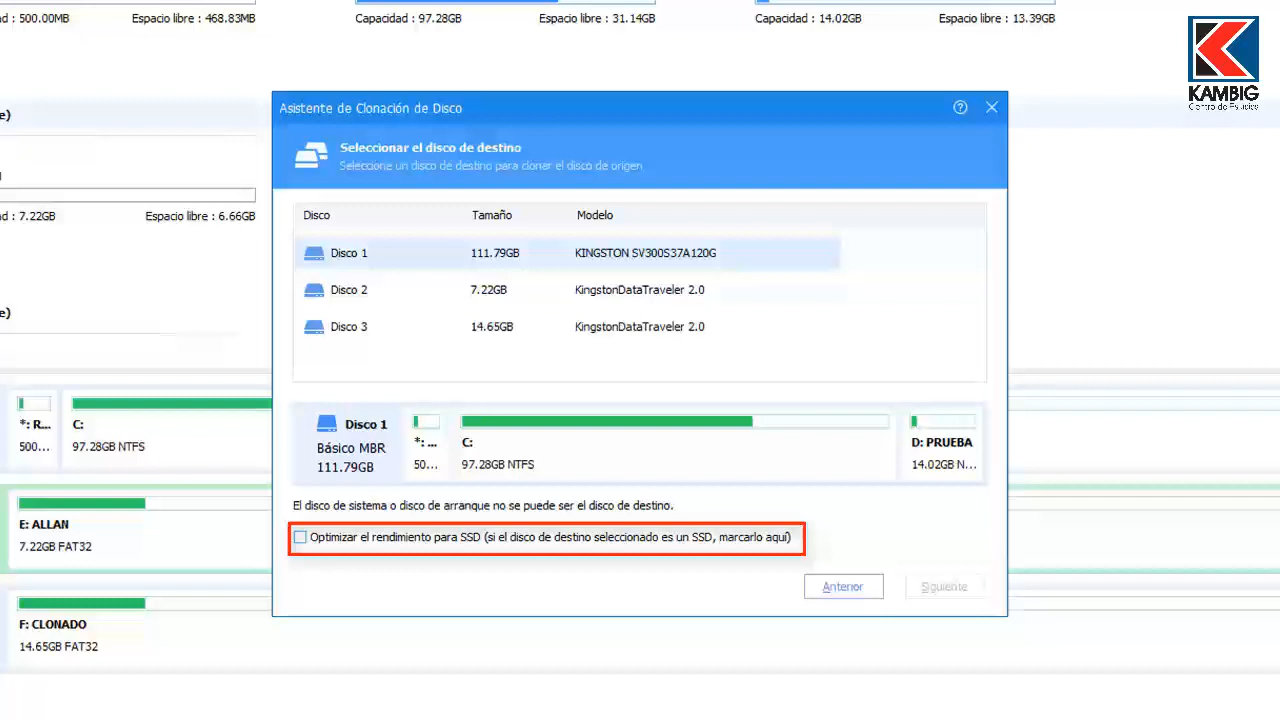 d : 500.00MB Espacio libre : 468.83MB Capacidad : 97.28GB Espacio libre : 31.14GB Capacidad : 14.02GB Espacio libre : 13.39GB
KAMBIG
Centro de Estudios
Asistente de Clonación de Disco
e)
Seleccionar el disco de destino
Seleccione un disco de destino para clonar el disco de origen
d : 7.22GB Espacio libre : 6.66GB
Disco Tamaño Modelo
Disco 1 111.79GB KINGSTON SV300S37A120G
Disco 2 7.22GB KingstonDataTraveler 2.0
Disco 3 14.65GB KingstonDataTraveler 2.0
e)
*: R... C:
500... 97.28GB NTFS
Disco 1
Básico MBR
111.79GB
*: ... C: D: PRUEBA
50... 97.28GB NTFS 14.02GB N...
El disco de sistema o disco de arranque no se puede ser el disco de destino.
Optimizar el rendimiento para SSD (si el disco de destino seleccionado es un SSD, marcarlo aquí)
Anterior Siguiente
E: ALLAN
7.22GB FAT32
F: CLONADO
14.65GB FAT32